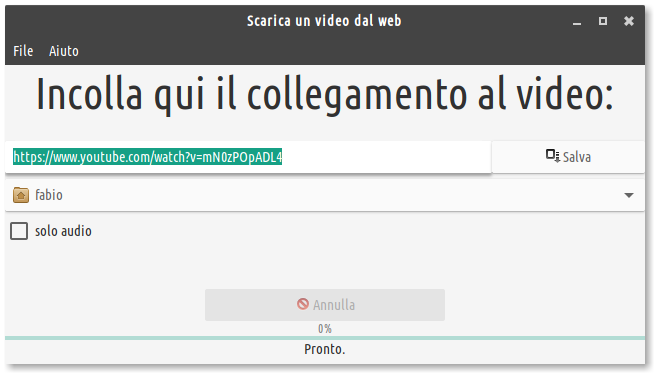 Scarica un video dal web
File Aiuto
Incolla qui il collegamento al video:
https://www.youtube.com/watch?v=mN0zPOpADL4 Salva
fabio
solo audio
Annulla
0%
Pronto.